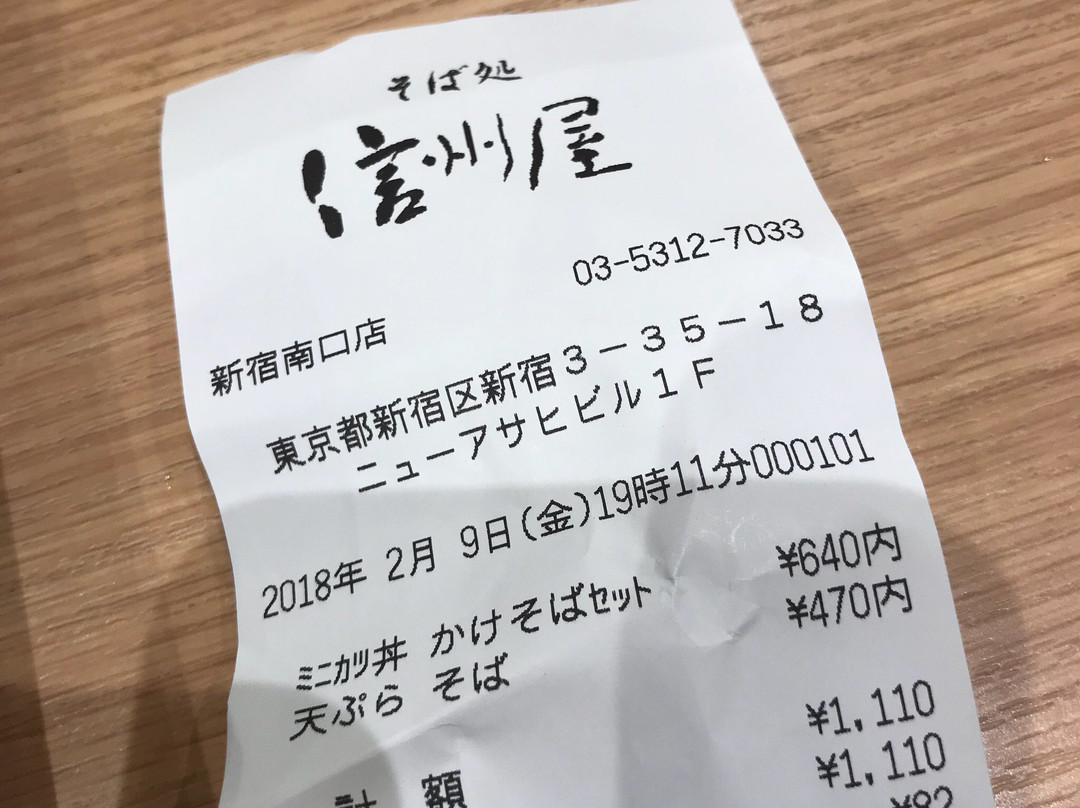 そば処
信州屋
03-5312-7033
新宿南口店
東京都新宿区新宿３－３５－１８
ニューアサヒビル１Ｆ
2018年 2月 9日(金)19時11分000101
ﾐﾆｶﾂ丼 かけそばｾｯﾄ ¥640内
天ぷら そば ¥470内
¥1,110
計 額 ¥1,110
¥82